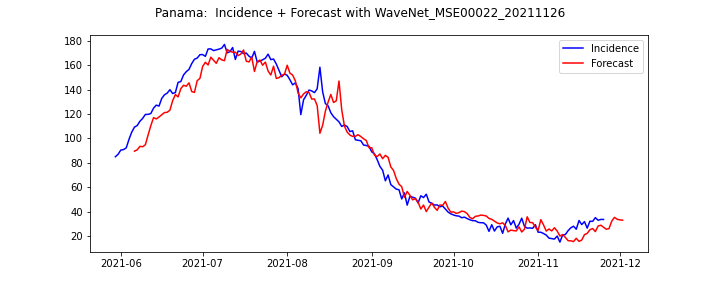 Panama:  Incidence + Forecast with WaveNet_MSE00022_20211126
Incidence
Forecast
180
160
140
120
100
80
60
40
20
2021-06 2021-07 2021-08 2021-09 2021-10 2021-11 2021-12